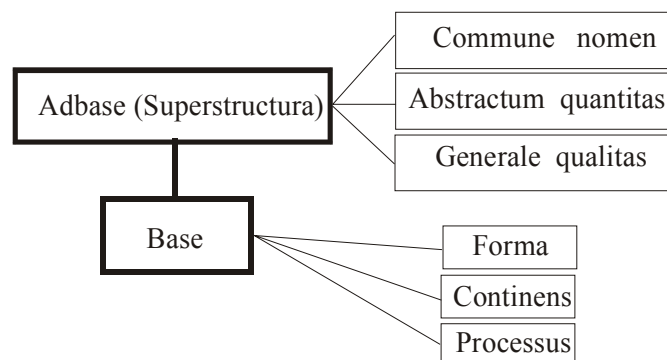 Commune nomen
Adbase (Superstructura)
Abstractum quantitas
Generale qualitas
Base
Forma
Continens
Processus